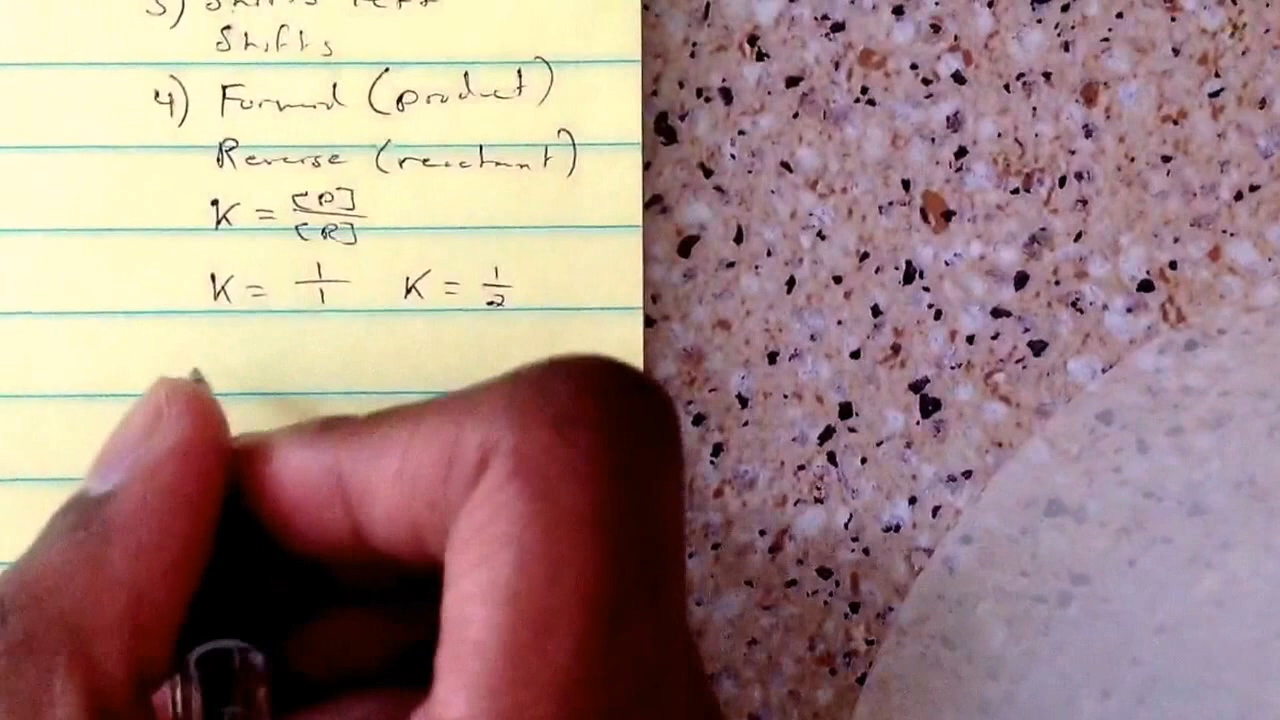 Shifts
4) Forward (product)
Reverse (reactant)
K = [P]/[R]
K = 1/1 K = 1/2